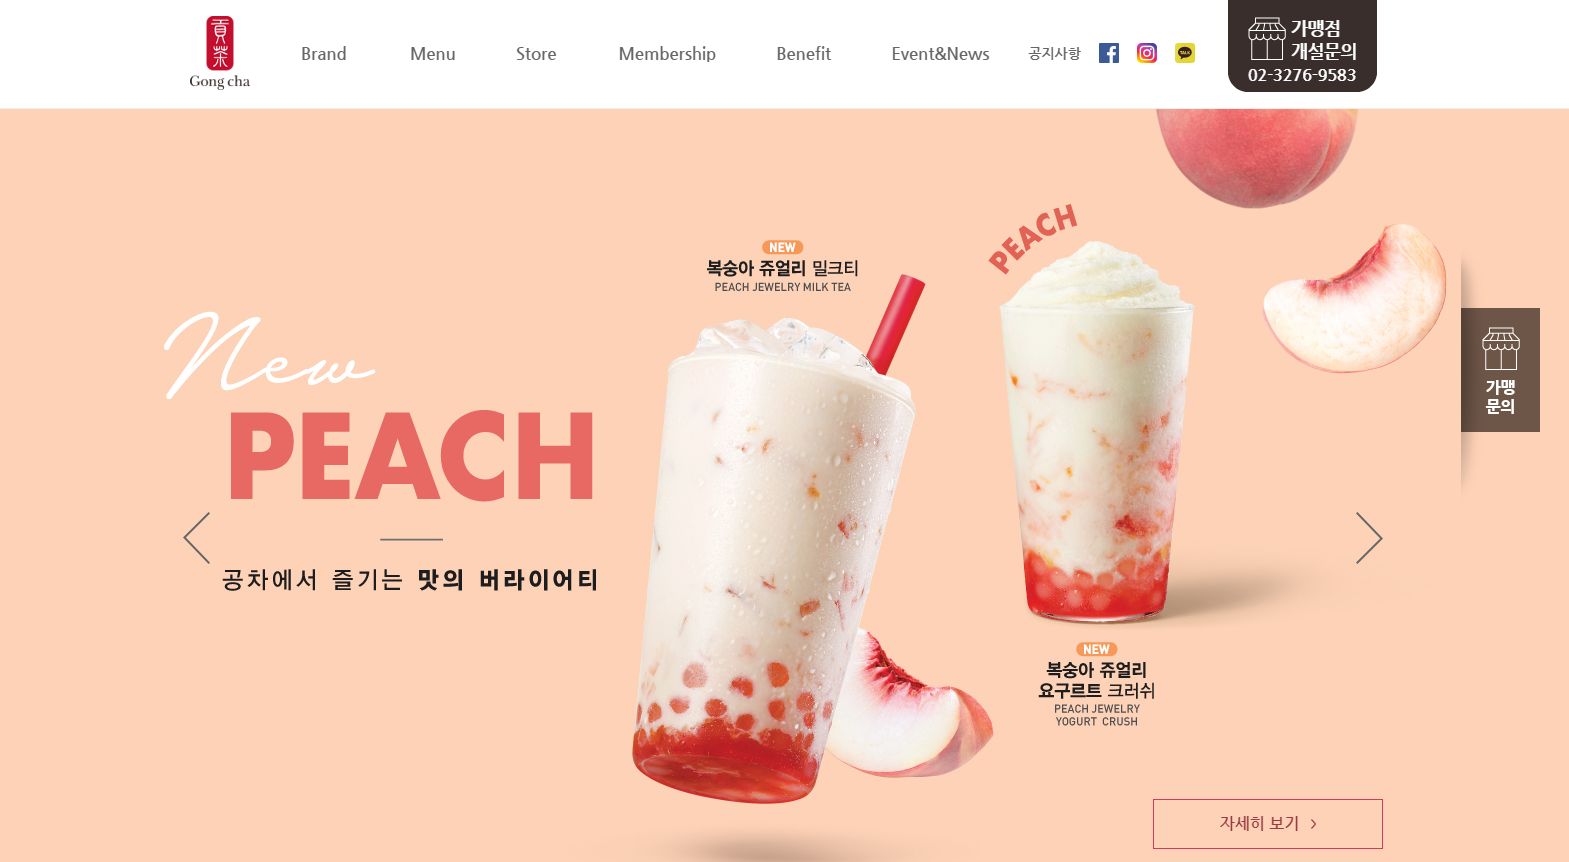 貢茶
Gong cha
Brand
Menu
Store
Membership
Benefit
Event&News
공지사항
TALK
가맹점
개설문의
02-3276-9583
New
PEACH
공차에서 즐기는 맛의 버라이어티
NEW
복숭아 쥬얼리 밀크티
PEACH JEWELRY MILK TEA
PEACH
NEW
복숭아 쥬얼리
요구르트 크러쉬
PEACH JEWELRY
YOGURT CRUSH
가맹
문의
자세히 보기 >